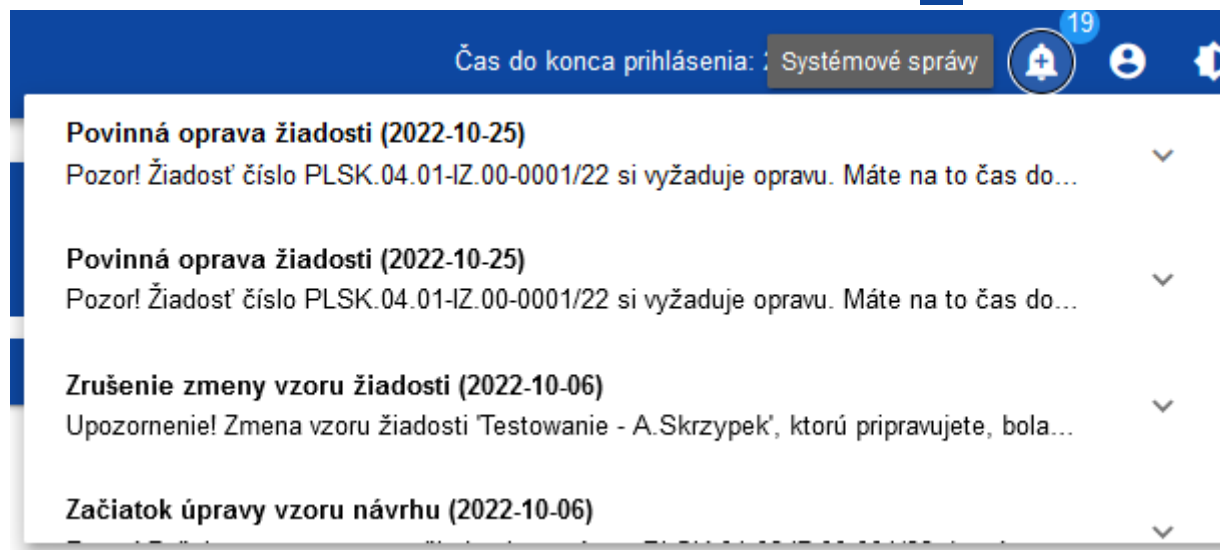 19
Čas do konca prihlásenia:
Systémové správy
Povinná oprava žiadosti (2022-10-25)
Pozor! Žiadosť číslo PLSK.04.01-IZ.00-0001/22 si vyžaduje opravu. Máte na to čas do...
Povinná oprava žiadosti (2022-10-25)
Pozor! Žiadosť číslo PLSK.04.01-IZ.00-0001/22 si vyžaduje opravu. Máte na to čas do...
Zrušenie zmeny vzoru žiadosti (2022-10-06)
Upozornenie! Zmena vzoru žiadosti 'Testowanie - A.Skrzypek', ktorú pripravujete, bola...
Začiatok úpravy vzoru návrhu (2022-10-06)